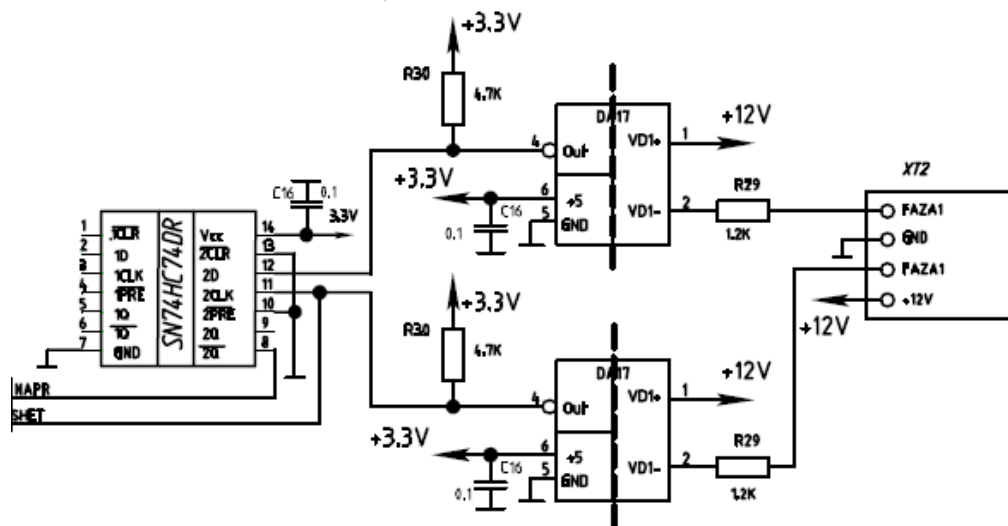 +3.3V
R30
4.7K
DA17
4
Out
VD1+
1
+12V
+3.3V
6
+5
C16
5
GND
0.1
VD1-
2
R29
1.2K
XT2
FAZA1
GND
FAZA1
+12V
+12V
C16
0.1
3.3V
SN74HC74DR
1
1CLR
2
1D
3
1CLK
4
1PRE
5
1Q
6
1Q
7
GND
Vcc
14
2CLR
13
2D
12
2CLK
11
2PRE
10
2Q
9
2Q
8
NAPR
SHET
+3.3V
R30
4.7K
DA17
4
Out
VD1+
1
+12V
+3.3V
6
+5
C16
5
GND
0.1
VD1-
2
R29
1.2K